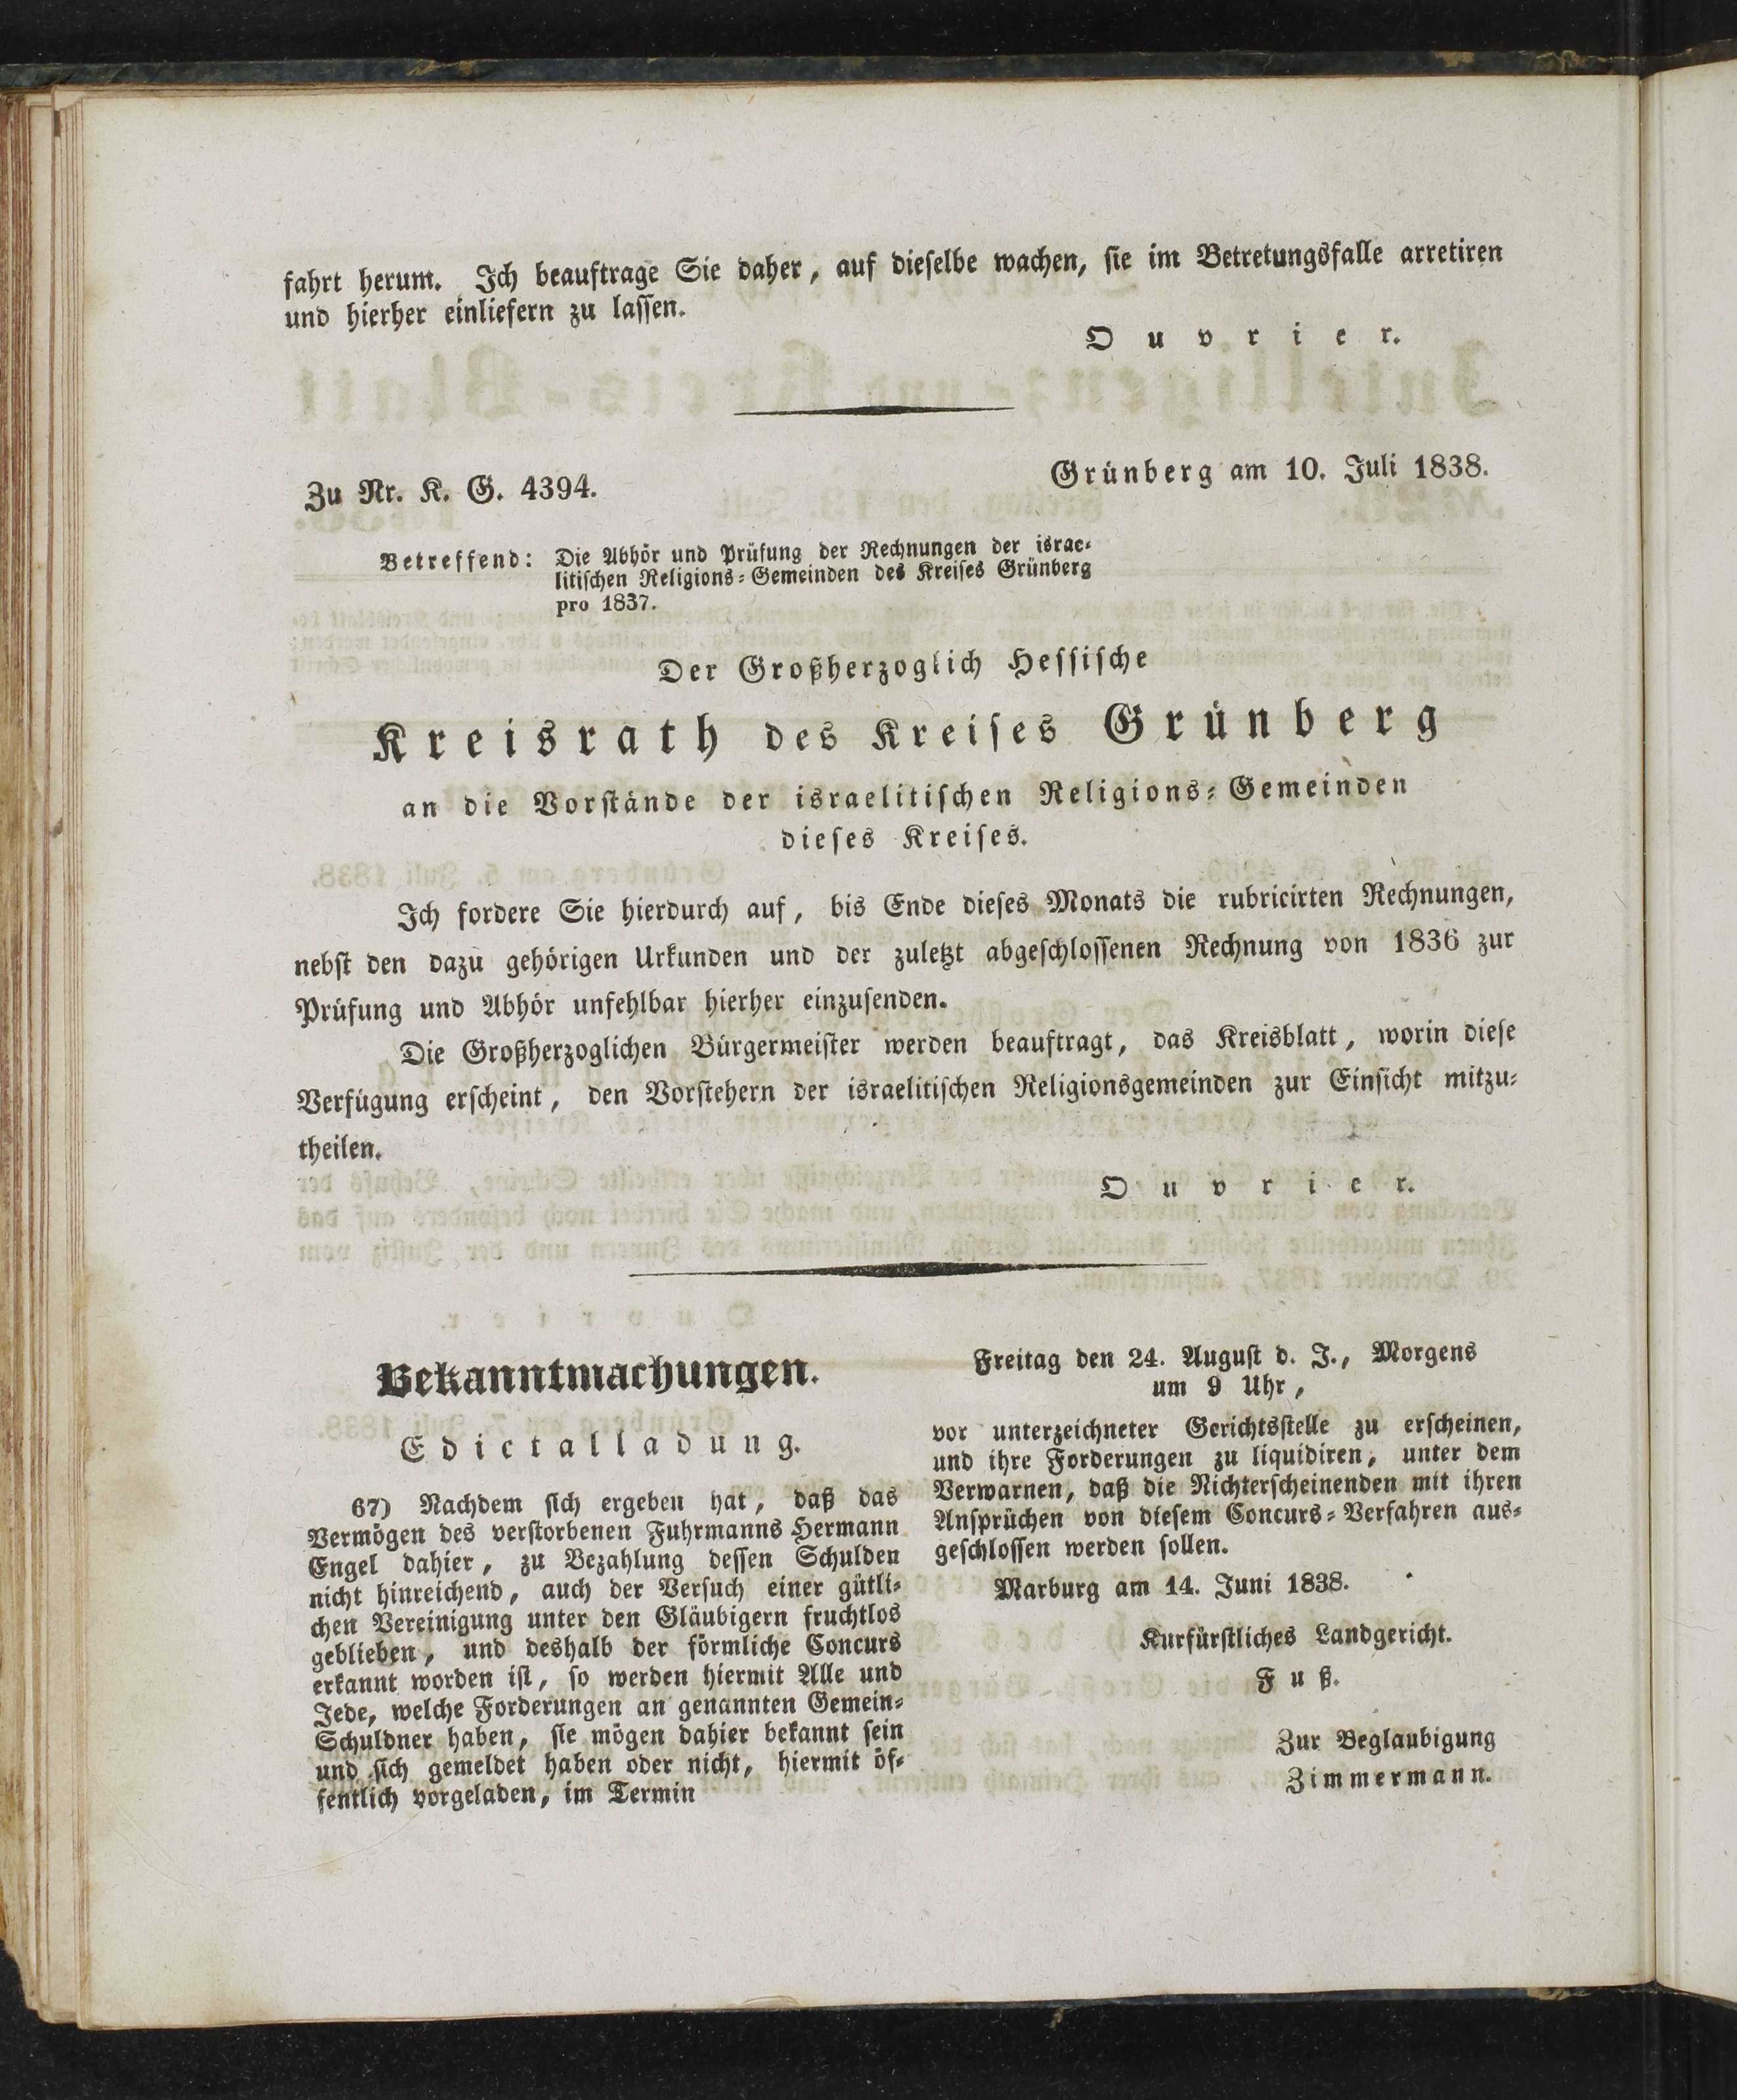 fahrt herum. Ich beauftrage Sie daher, auf dieselbe wachen, sie im Betretungsfalle arretiren
und hierher einliefern zu lassen.
Ouvrier.
Zu Nr. K. G. 4394.
Grünberg am 10. Juli 1838.
Betreffend: Die Abhör und Prüfung der Rechnungen der israe-
litischen Religions-Gemeinden des Kreises Grünberg
pro 1837.
Der Großherzoglich Hessische
Kreisrath des Kreises Grünberg
an die Vorstände der israelitischen Religions-Gemeinden
dieses Kreises.
Ich fordere Sie hierdurch auf, bis Ende dieses Monats die rubricirten Rechnungen,
nebst den dazu gehörigen Urkunden und der zuletzt abgeschlossenen Rechnung von 1836 zur
Prüfung und Abhör unfehlbar hierher einzusenden.
Die Großherzoglichen Bürgermeister werden beauftragt, das Kreisblatt, worin diese
Verfügung erscheint, den Vorstehern der israelitischen Religionsgemeinden zur Einsicht mitzu-
theilen.
Ouvrier.
Bekanntmachungen.
Edictalladung.
67) Nachdem sich ergeben hat, daß das
Vermögen des verstorbenen Fuhrmanns Hermann
Engel dahier, zu Bezahlung dessen Schulden
nicht hinreichend, auch der Versuch einer gütli-
chen Vereinigung unter den Gläubigern fruchtlos
geblieben, und deshalb der förmliche Concurs
erkannt worden ist, so werden hiermit Alle und
Jede, welche Forderungen an genannten Gemein-
Schuldner haben, sie mögen dahier bekannt sein
und sich gemeldet haben oder nicht, hiermit öf-
fentlich vorgeladen, im Termin
Freitag den 24. August d. J., Morgens
um 9 Uhr,
vor unterzeichneter Gerichtsstelle zu erscheinen,
und ihre Forderungen zu liquidiren, unter dem
Verwarnen, daß die Nichterscheinenden mit ihren
Ansprüchen von diesem Concurs-Verfahren aus-
geschlossen werden sollen.
Marburg am 14. Juni 1838.
Kurfürstliches Landgericht.
Fuß.
Zur Beglaubigung
Zimmermann.